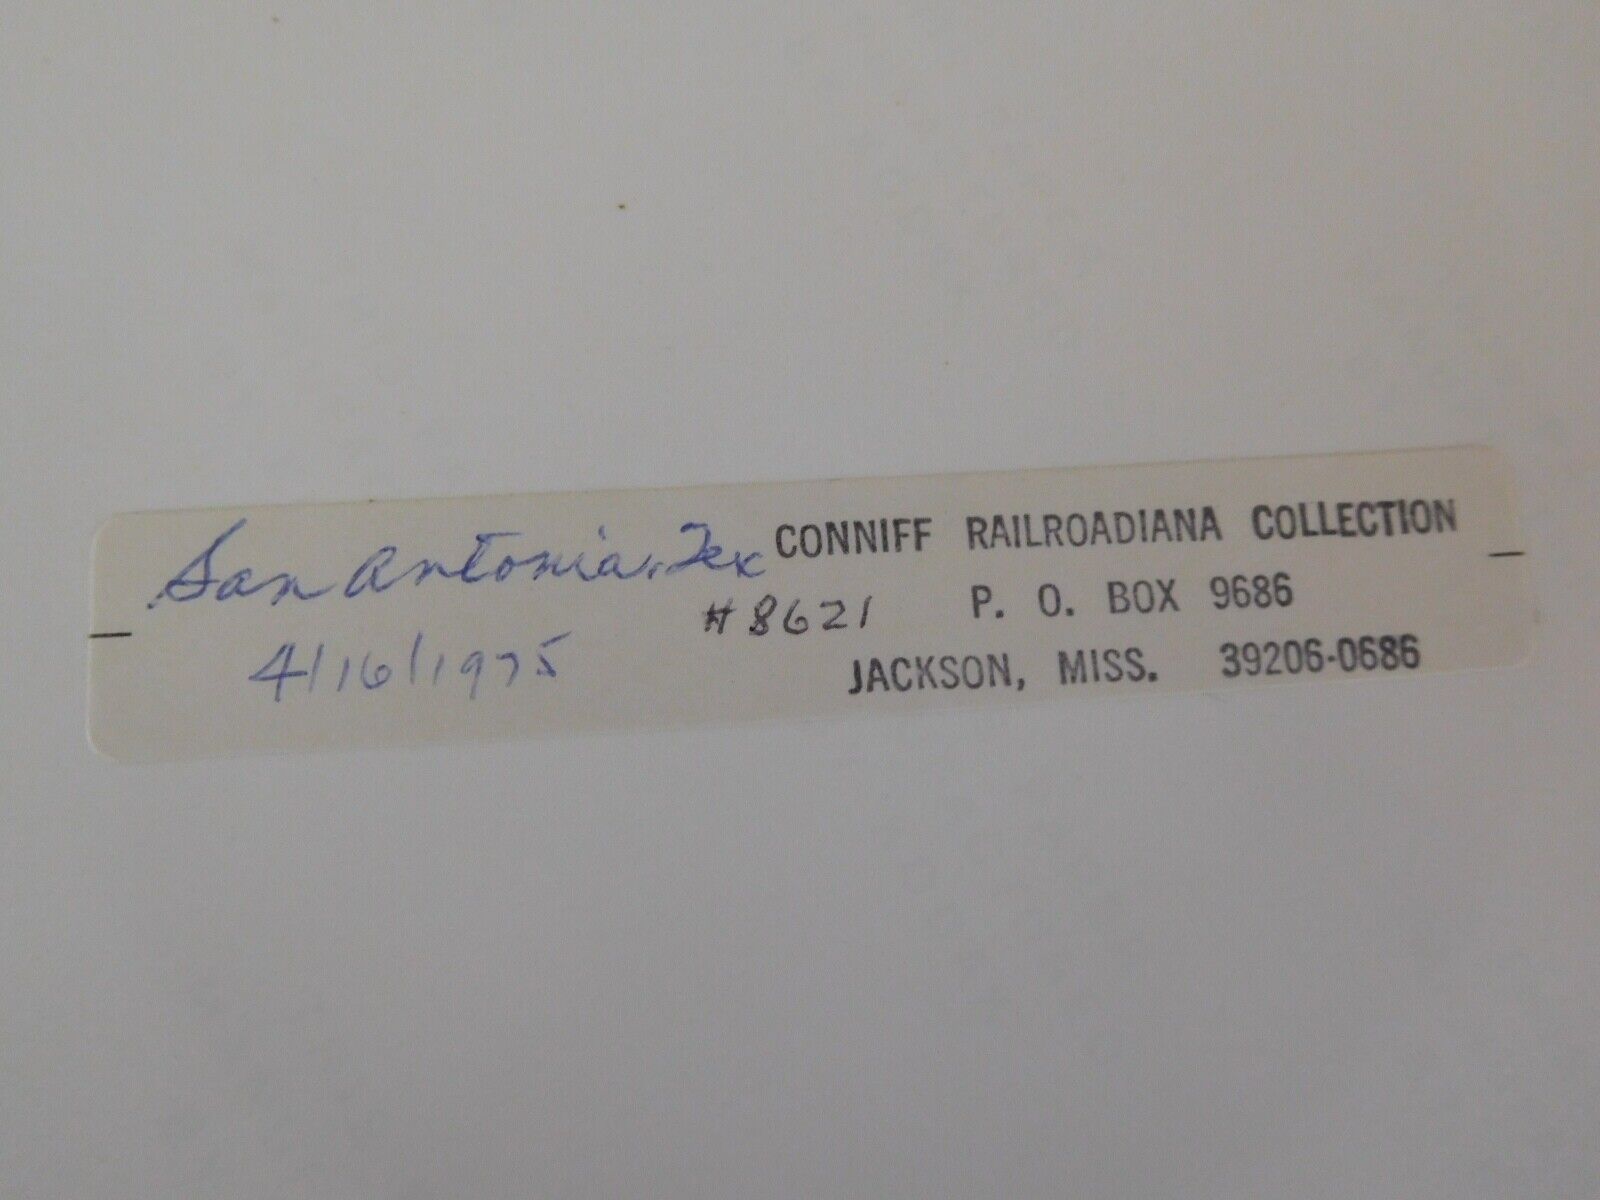 San Antonia, Tex
4/16/1975
CONNIFF RAILROADIANA COLLECTION
#8621 P. O. BOX 9686
JACKSON, MISS. 39206-0686